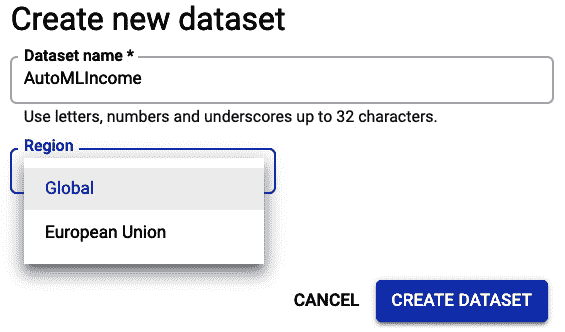 Create new dataset
Dataset name *
AutoMLIncome
Use letters, numbers and underscores up to 32 characters.
Region
Global
European Union
CANCEL
CREATE DATASET